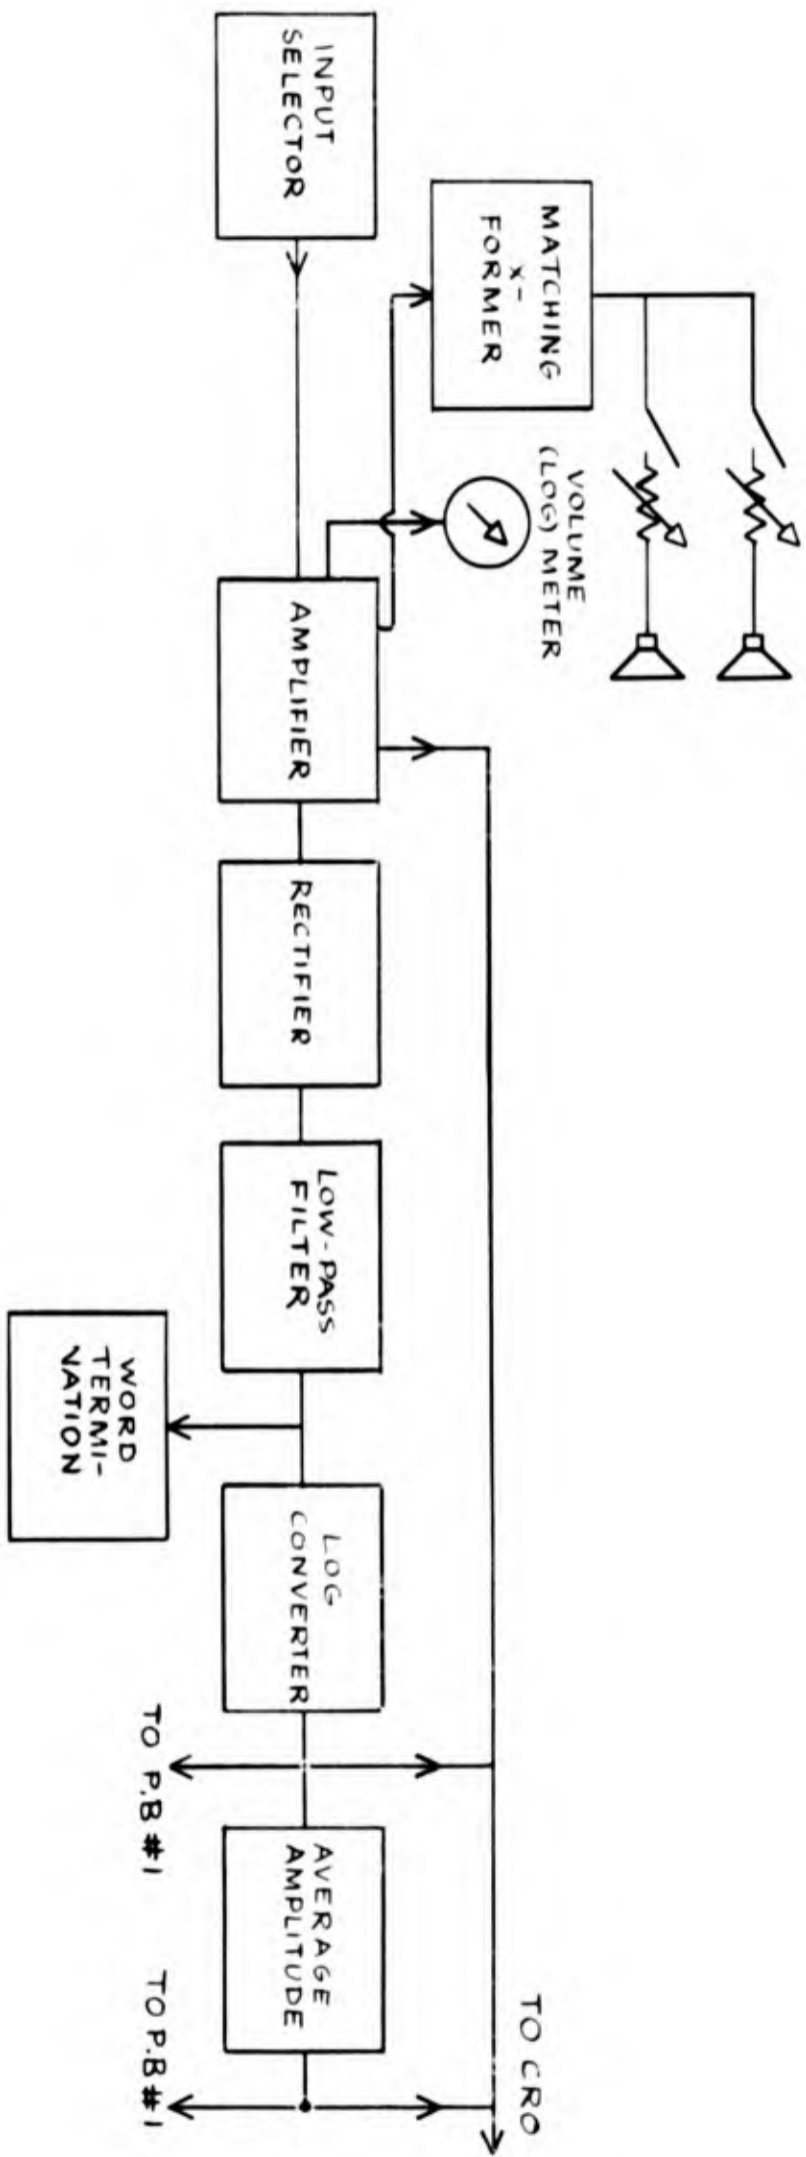 INPUT
SELECTOR
MATCHING
X-
FORMER
VOLUME
(LOG) METER
AMPLIFIER
RECTIFIER
LOW-PASS
FILTER
WORD
TERMI-
NATION
LOG
CONVERTER
TO P.B #1
AVERAGE
AMPLITUDE
TO P.B #1
TO CRO